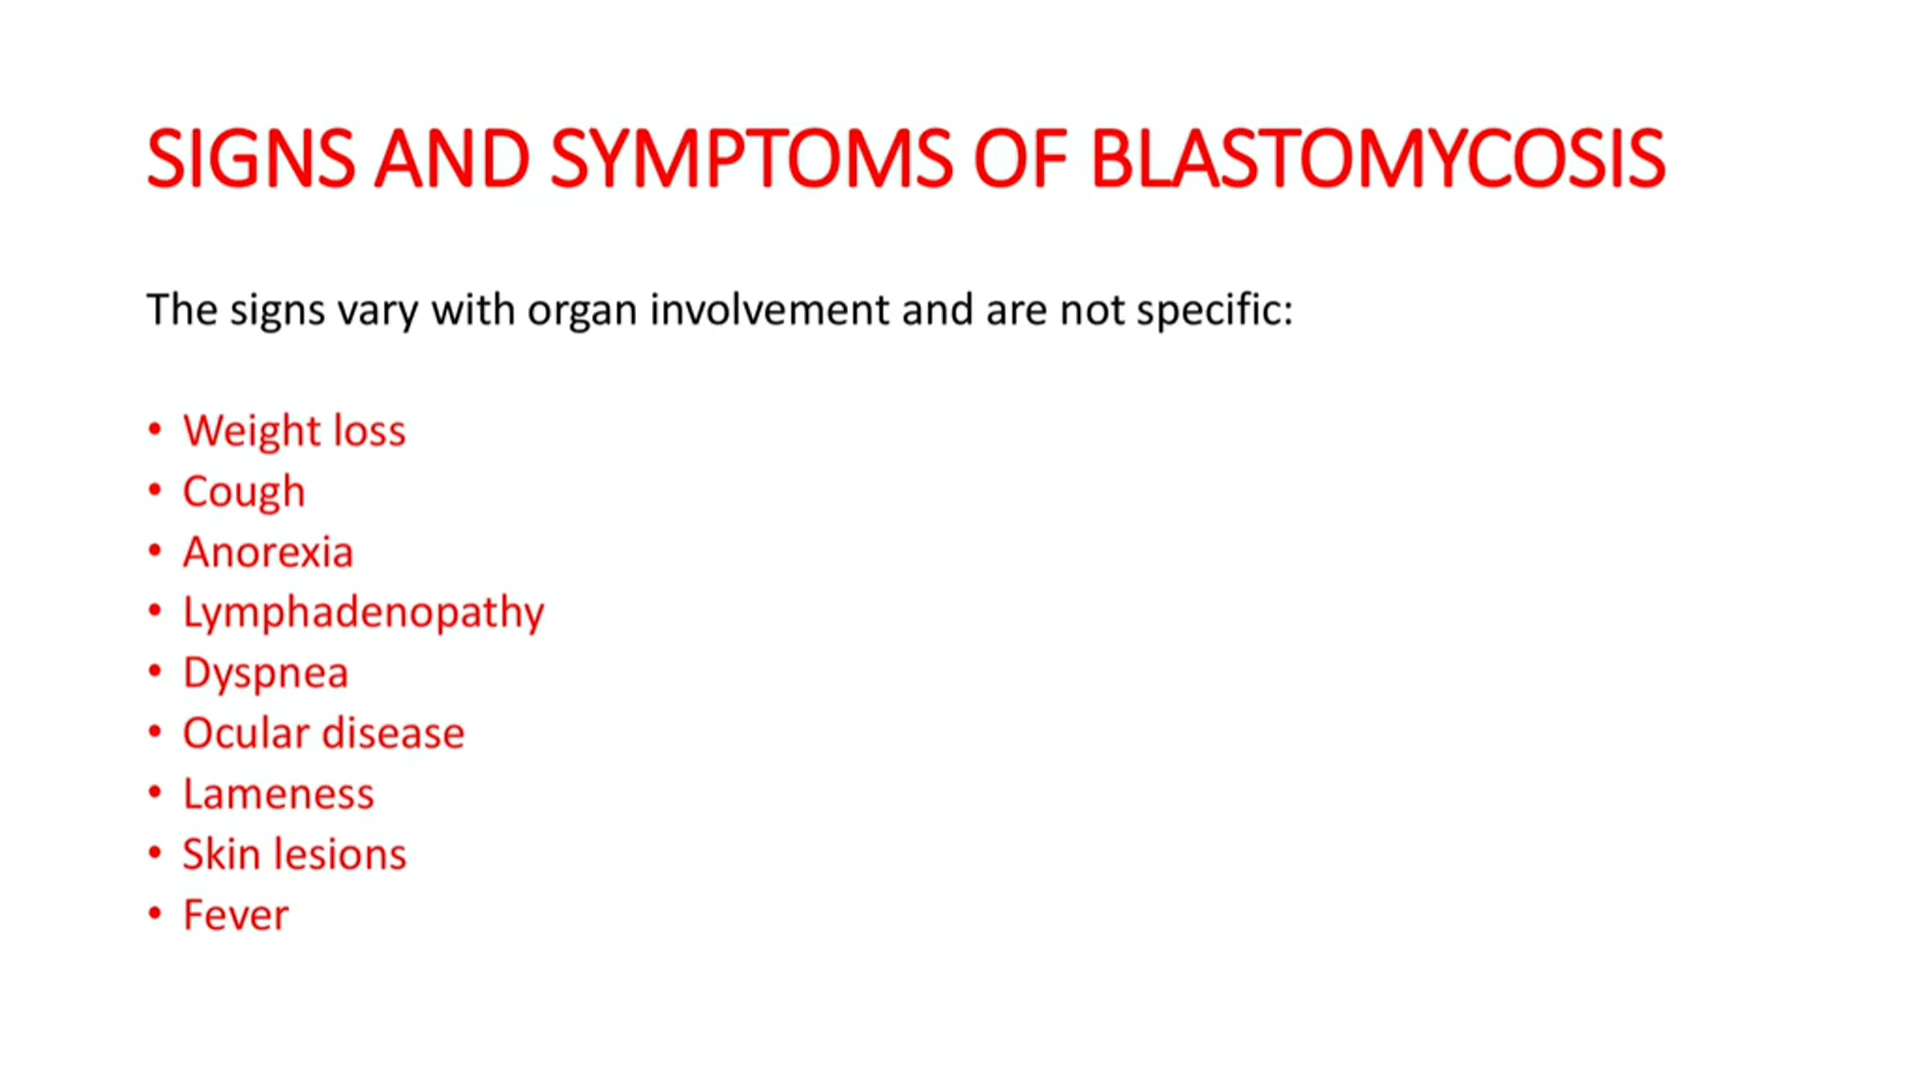 SIGNS AND SYMPTOMS OF BLASTOMYCOSIS
The signs vary with organ involvement and are not specific:
• Weight loss
• Cough
• Anorexia
• Lymphadenopathy
• Dyspnea
• Ocular disease
• Lameness
• Skin lesions
• Fever